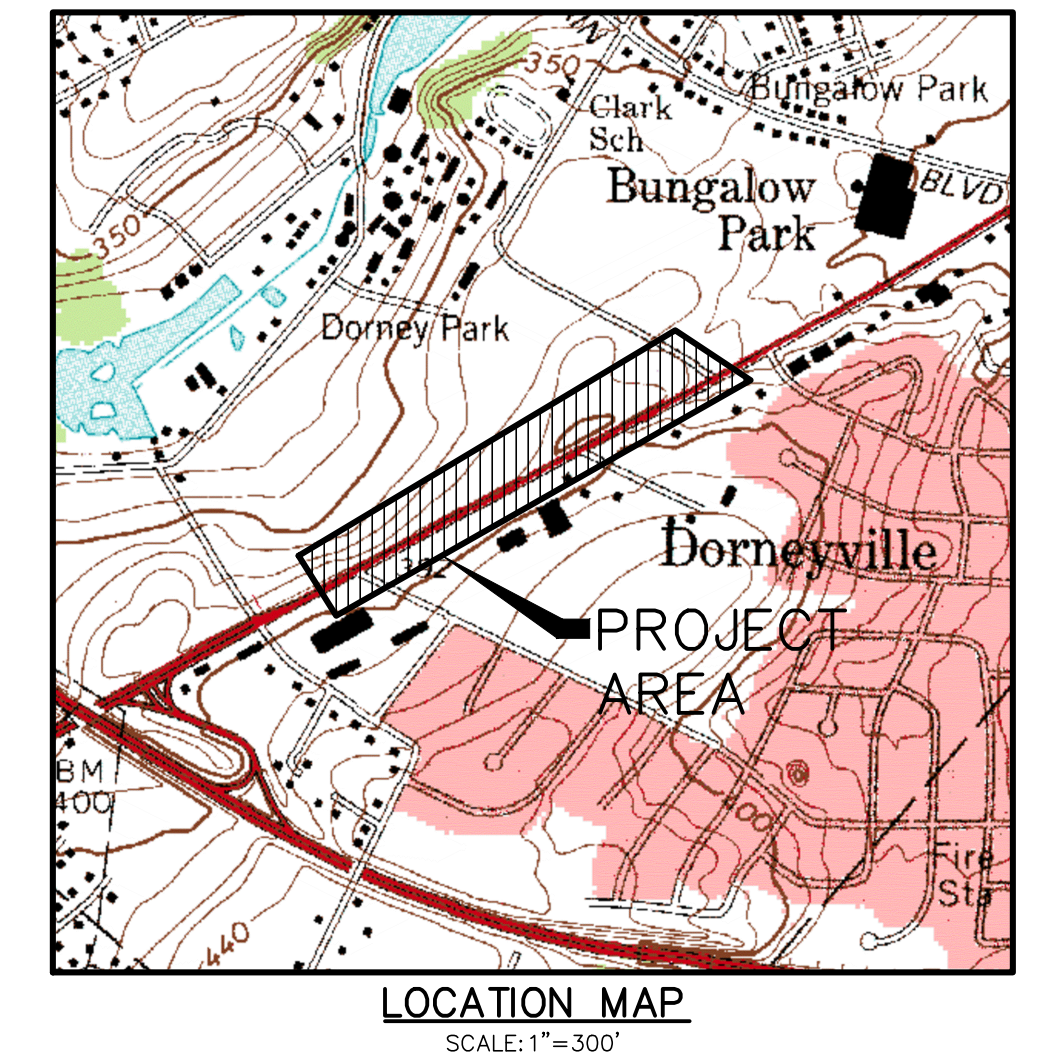 350
Clark
Sch
Bungalow Park
Bungalow
Park
BLVD
350
Dorney Park
Dorneyville
392
PROJECT
AREA
BM
400
400
Fire
Sta
440
LOCATION MAP
SCALE: 1"=300'